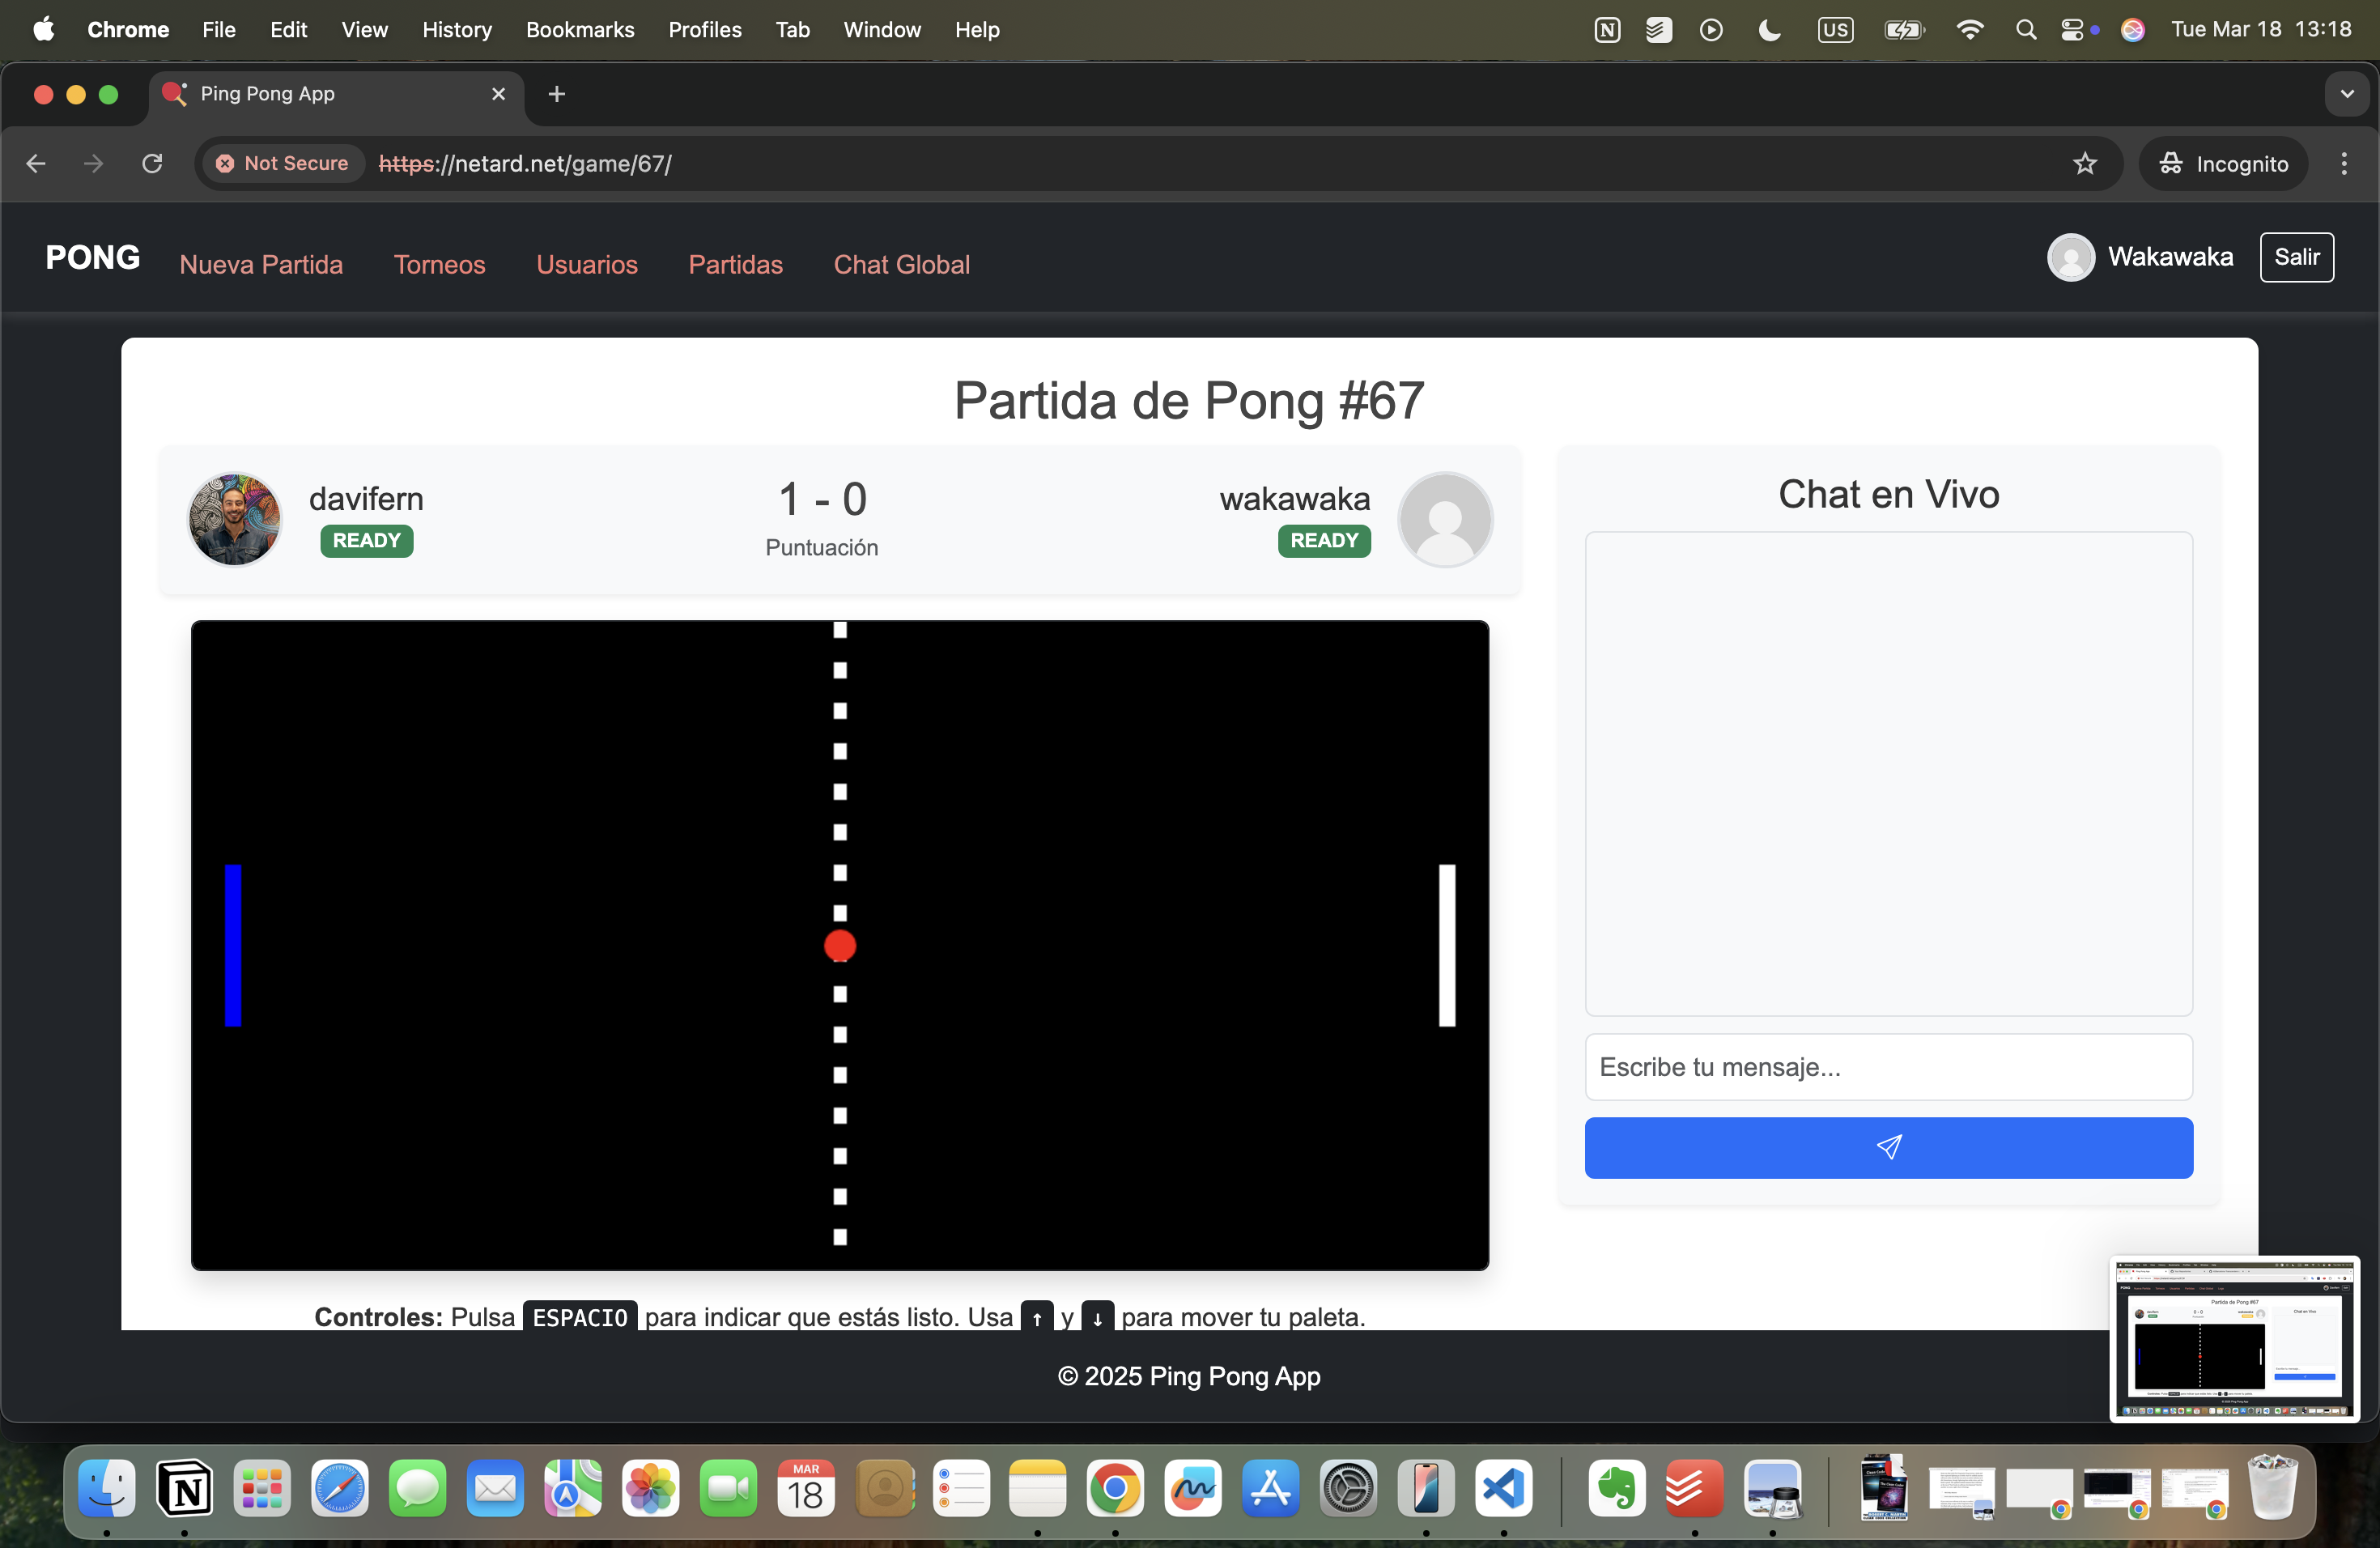 Chrome File Edit View History Bookmarks Profiles Tab Window Help US Tue Mar 18 13:18
Ping Pong App
Not Secure https://netard.net/game/67/ Incognito
PONG Nueva Partida Torneos Usuarios Partidas Chat Global Wakawaka Salir
Partida de Pong #67
davifern
READY
1 - 0
Puntuación
wakawaka
READY
Chat en Vivo
Escribe tu mensaje...
Controles: Pulsa ESPACIO para indicar que estás listo. Usa ↑ y ↓ para mover tu paleta.
© 2025 Ping Pong App
MAR
18